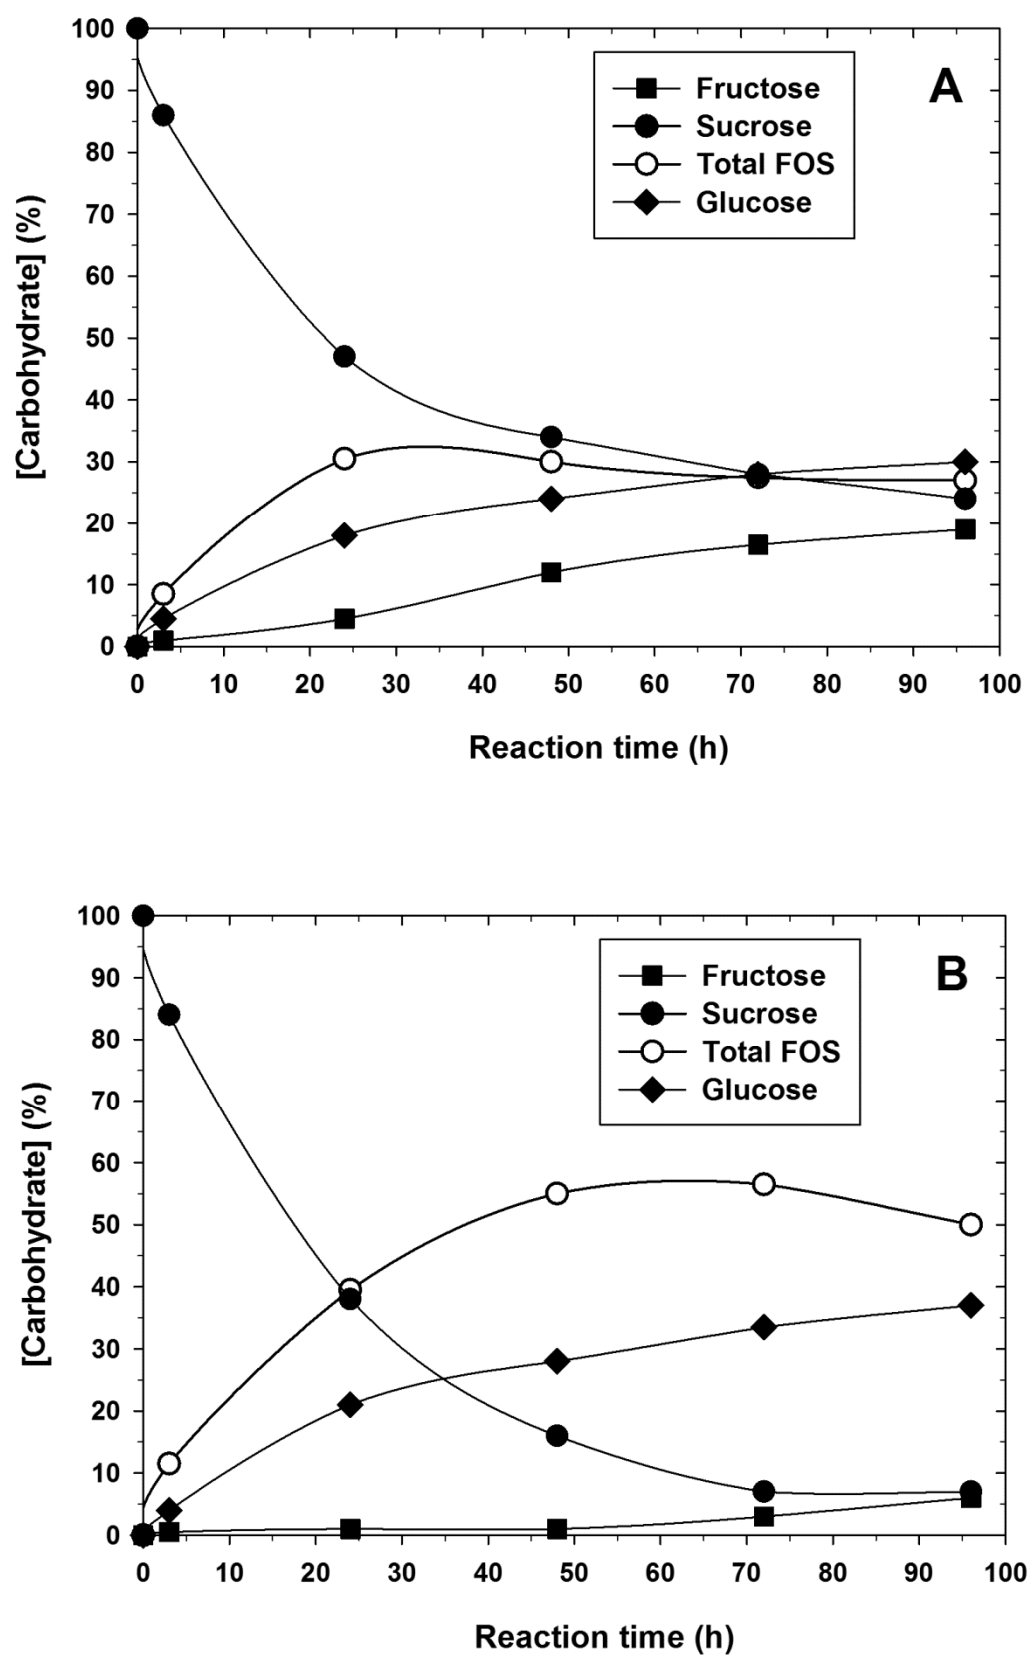 A
Fructose
Sucrose
Total FOS
Glucose
[Carbohydrate] (%)
100
90
80
70
60
50
40
30
20
10
0
0 10 20 30 40 50 60 70 80 90 100
Reaction time (h)
B
Fructose
Sucrose
Total FOS
Glucose
[Carbohydrate] (%)
100
90
80
70
60
50
40
30
20
10
0
0 10 20 30 40 50 60 70 80 90 100
Reaction time (h)